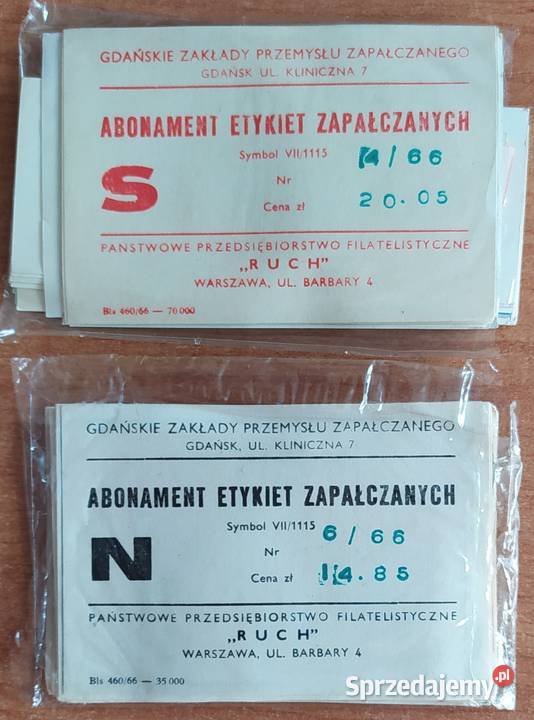 GDAŃSKIE ZAKŁADY PRZEMYSŁU ZAPAŁCZANEGO
GDAŃSK UL. KLINICZNA 7
ABONAMENT ETYKIET ZAPAŁCZANYCH
S
Symbol VII/1115
Nr 4/66
Cena zł 20.05
PAŃSTWOWE PRZEDSIĘBIORSTWO FILATELISTYCZNE
„RUCH"
WARSZAWA, UL. BARBARY 4
Bls 460/66 — 70 000
GDAŃSKIE ZAKŁADY PRZEMYSŁU ZAPAŁCZANEGO
GDAŃSK, UL. KLINICZNA 7
ABONAMENT ETYKIET ZAPAŁCZANYCH
N
Symbol VII/1115
Nr 6/66
Cena zł 14.85
PAŃSTWOWE PRZEDSIĘBIORSTWO FILATELISTYCZNE
„RUCH"
WARSZAWA, UL. BARBARY 4
Bls 460/66 — 35 000
Sprzedajemy.pl